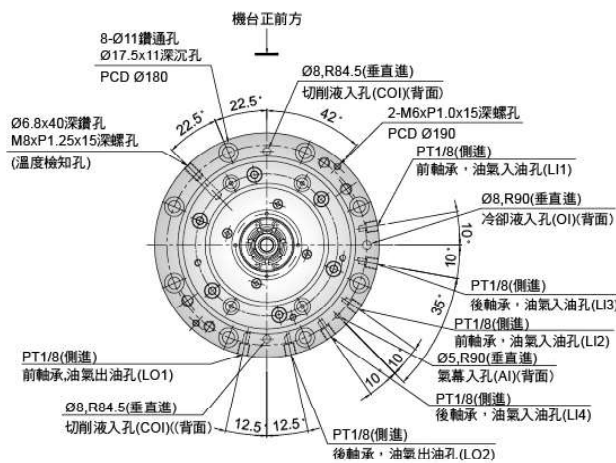 機台正前方
8-Ø11鑽通孔
Ø17.5x11深沉孔
PCD Ø180
Ø8,R84.5(垂直進)
切削液入孔(COI)(背面)
22.5°
22.5°
42°
2-M6xP1.0x15深螺孔
PCD Ø190
Ø6.8x40深鑽孔
M8xP1.25x15深螺孔
(溫度檢知孔)
PT1/8(側進)
前軸承，油氣入油孔(LI1)
Ø8,R90(垂直進)
冷卻液入孔(OI)(背面)
10°
10°
35°
PT1/8(側進)
後軸承，油氣入油孔(LI3)
PT1/8(側進)
前軸承，油氣入油孔(LI2)
Ø5,R90(垂直進)
氣幕入孔(AI)(背面)
10°
10°
PT1/8(側進)
後軸承，油氣入油孔(LI4)
PT1/8(側進)
前軸承,油氣出油孔(LO1)
Ø8,R84.5(垂直進)
切削液入孔(COI)((背面)
12.5°
12.5°
PT1/8(側進)
後軸承，油氣出油孔(LO2)